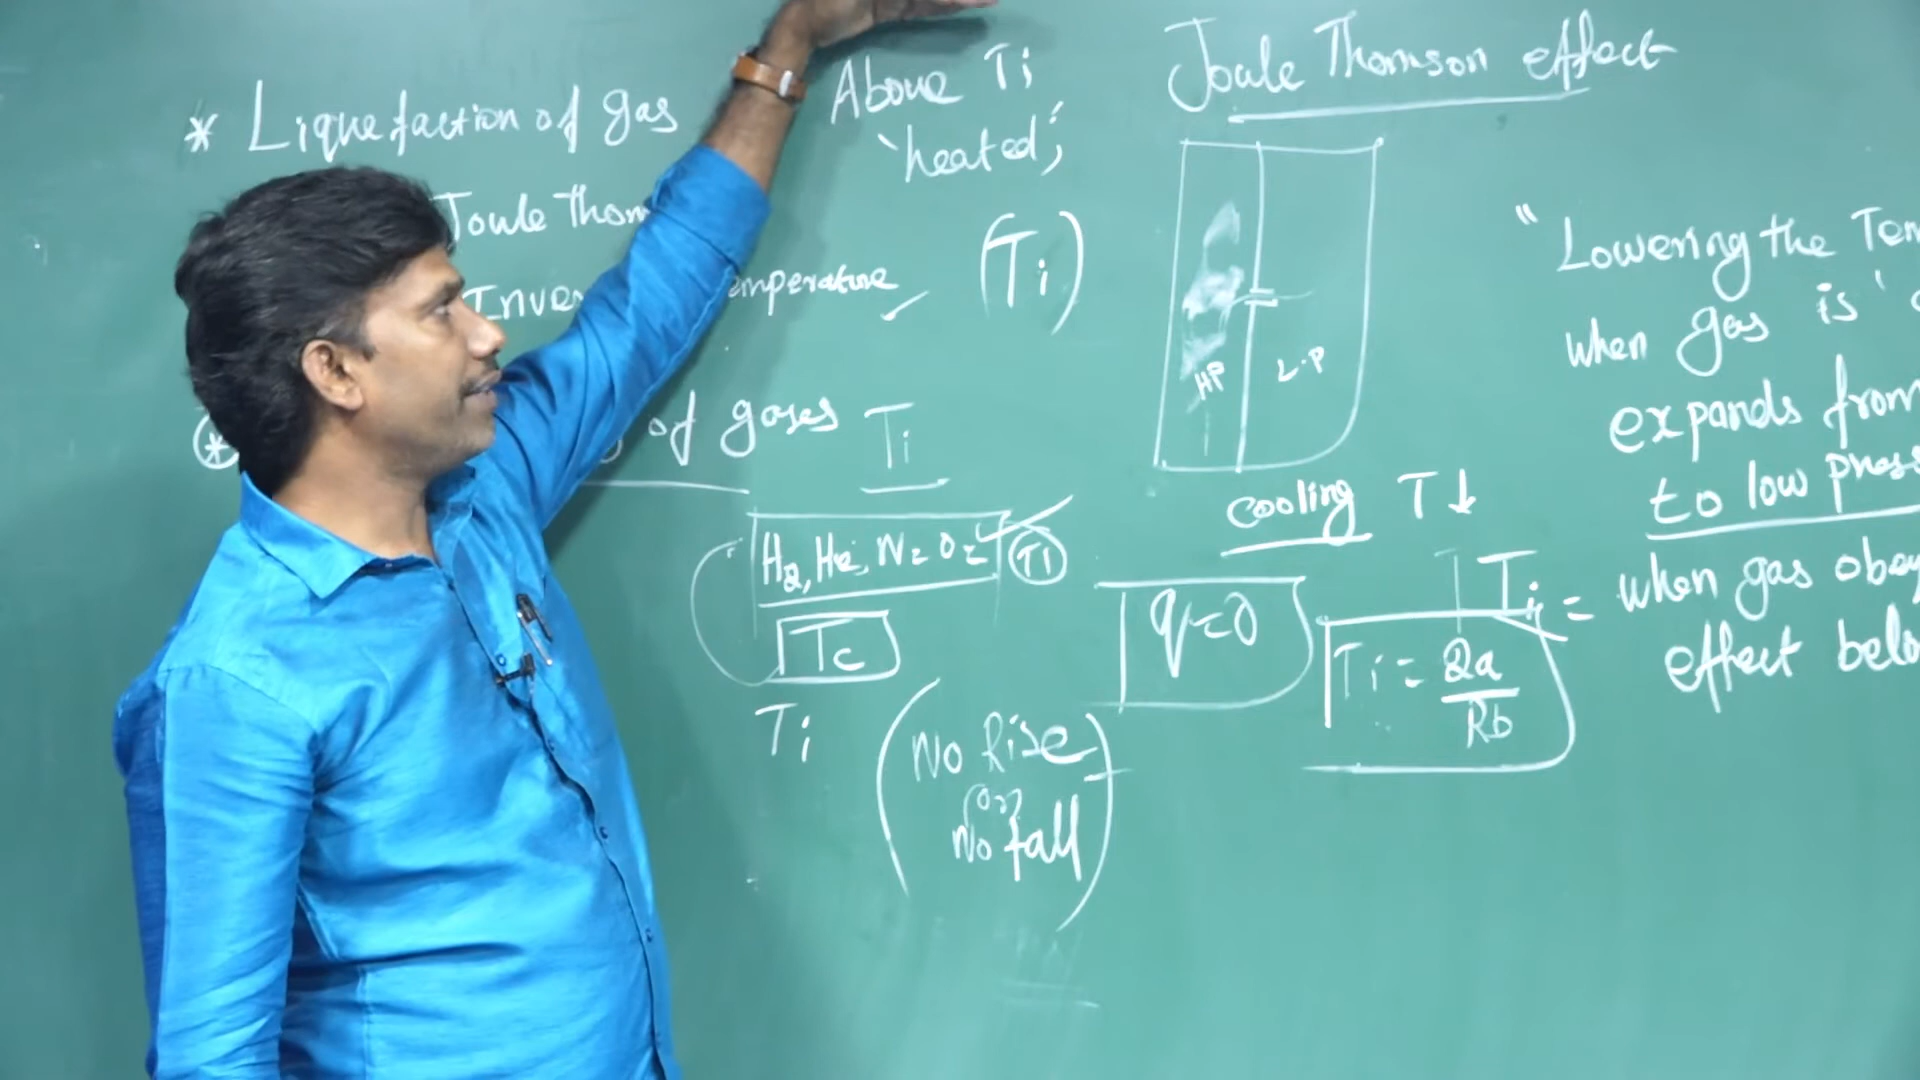 * Liquefaction of gas
Joule Thom
Inver emperature
(Ti)
* of gases
Ti
Above Ti
'heated;
H2, He, N2 O2
Tc
Ti
(No Rise
(or)
No fall)
Joule Thomson effect
HP
L.P
cooling T↓
q=0
Ti =
Ti = 2a
Rb
"Lowering the Tem
when gas is '
expands from
to low press
when gas obey
effect belo